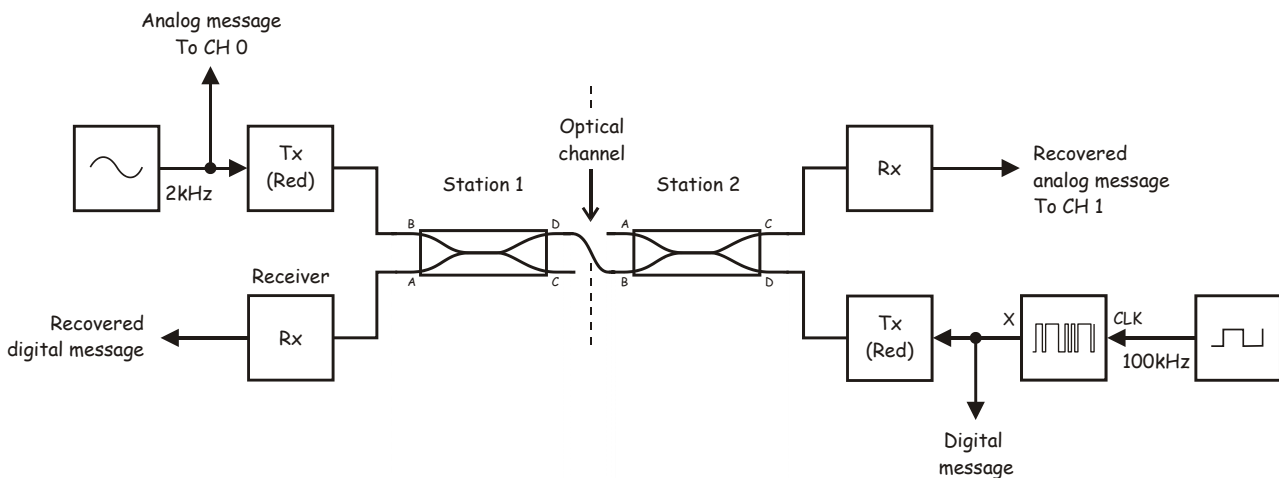 Analog message
To CH 0
2kHz
Tx
(Red)
Station 1
B
A
D
C
Optical
channel
Station 2
A
B
C
D
Rx
Recovered
analog message
To CH 1
Receiver
Rx
Recovered
digital message
Tx
(Red)
X
CLK
100kHz
Digital
message